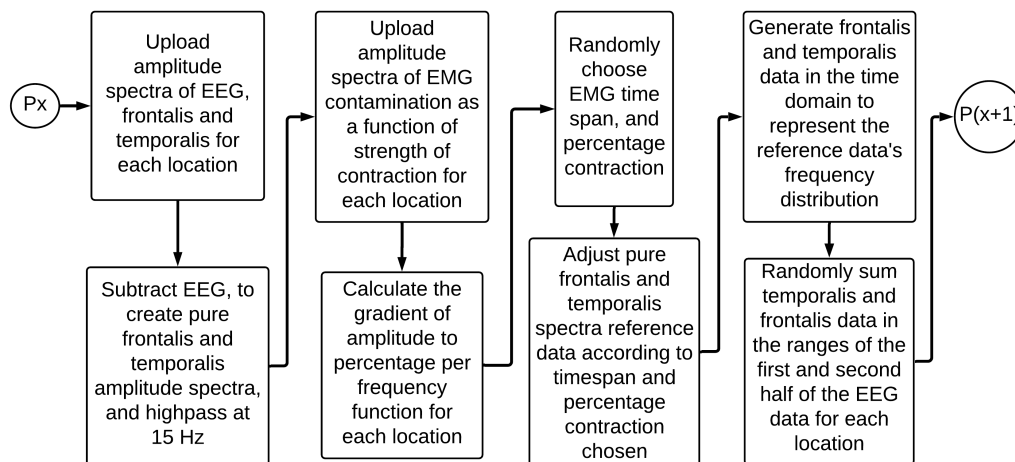 Px
Upload
amplitude
spectra of EEG,
frontalis and
temporalis for
each location
Subtract EEG, to
create pure
frontalis and
temporalis
amplitude spectra,
and highpass at
15 Hz
Upload
amplitude
spectra of EMG
contamination as
a function of
strength of
contraction for
each location
Calculate the
gradient of
amplitude to
percentage per
frequency
function for
each location
Randomly
choose
EMG time
span, and
percentage
contraction
Adjust pure
frontalis and
temporalis
spectra reference
data according to
timespan and
percentage
contraction
chosen
Generate frontalis
and temporalis
data in the time
domain to
represent the
reference data's
frequency
distribution
Randomly sum
temporalis and
frontalis data in
the ranges of the
first and second
half of the EEG
data for each
location
P(x+1)